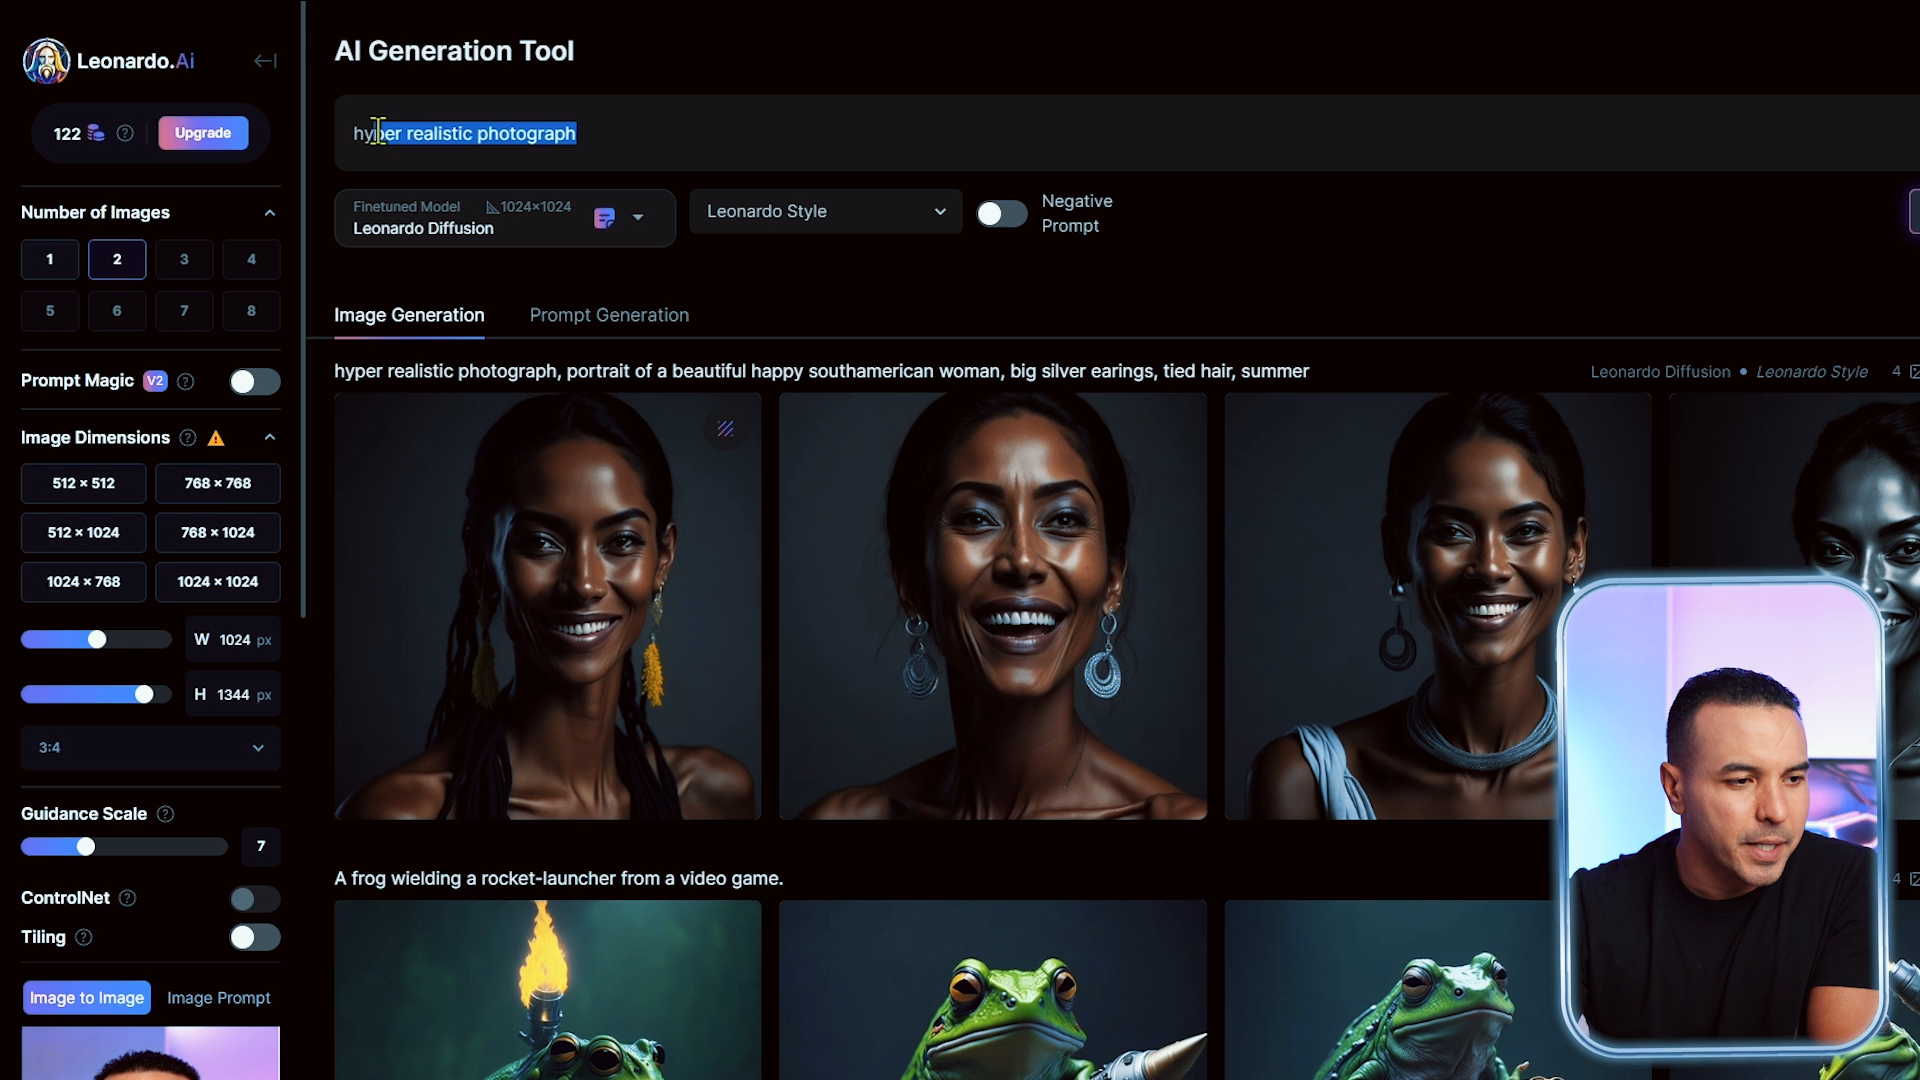 Leonardo.Ai
122
Upgrade
AI Generation Tool
hyper realistic photograph
Finetuned Model 1024×1024
Leonardo Diffusion
Leonardo Style
Negative
Prompt
Number of Images
1 2 3 4
5 6 7 8
Prompt Magic V2
Image Dimensions
512 × 512 768 × 768
512 × 1024 768 × 1024
1024 × 768 1024 × 1024
W 1024 px
H 1344 px
3:4
Guidance Scale
7
ControlNet
Tiling
Image to Image Image Prompt
Image Generation Prompt Generation
hyper realistic photograph, portrait of a beautiful happy southamerican woman, big silver earings, tied hair, summer
Leonardo Diffusion • Leonardo Style 4
A frog wielding a rocket-launcher from a video game.
4